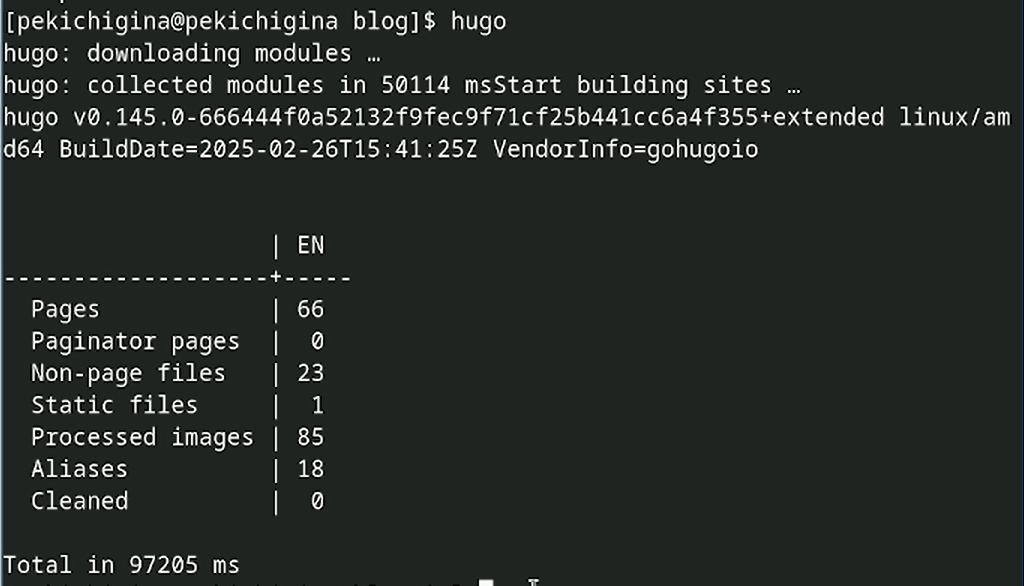 [pekichigina@pekichigina blog]$ hugo
hugo: downloading modules …
hugo: collected modules in 50114 msStart building sites …
hugo v0.145.0-666444f0a52132f9fec9f71cf25b441cc6a4f355+extended linux/am
d64 BuildDate=2025-02-26T15:41:25Z VendorInfo=gohugoio
| EN
-------------------+-----
Pages | 66
Paginator pages | 0
Non-page files | 23
Static files | 1
Processed images | 85
Aliases | 18
Cleaned | 0
Total in 97205 ms